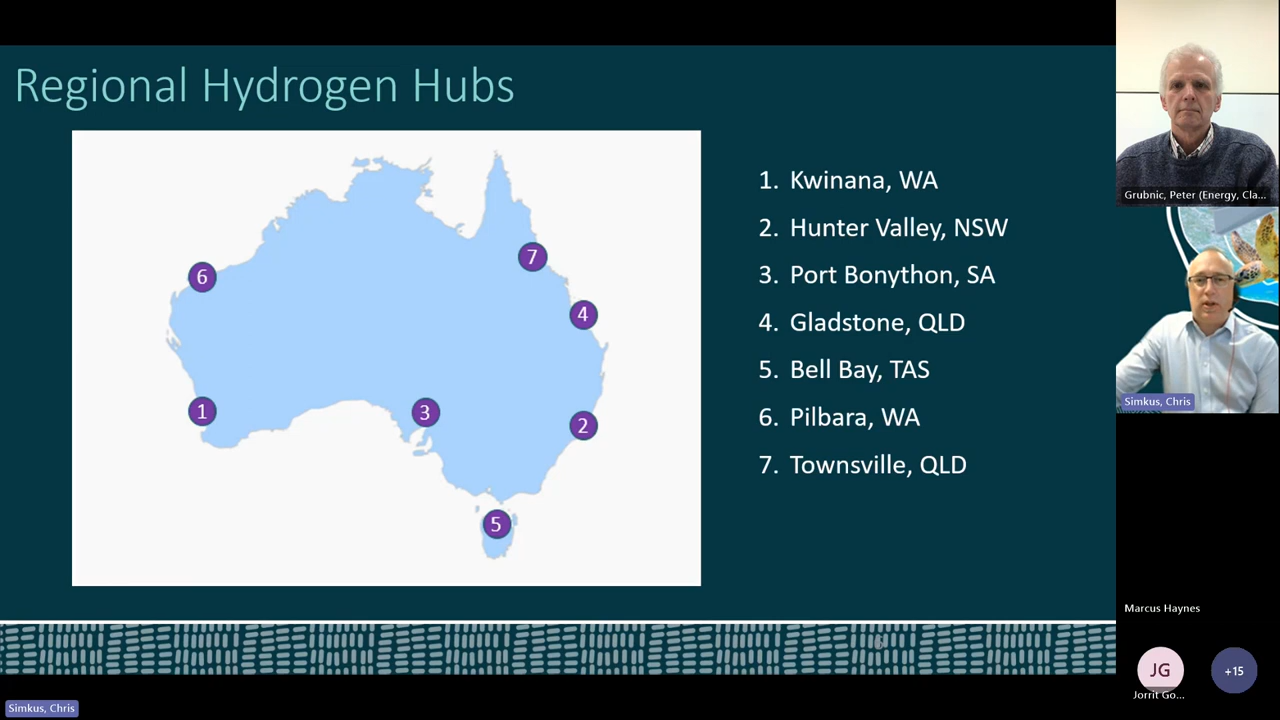 Regional Hydrogen Hubs
6
7
4
1
3
2
5
1. Kwinana, WA
2. Hunter Valley, NSW
3. Port Bonython, SA
4. Gladstone, QLD
5. Bell Bay, TAS
6. Pilbara, WA
7. Townsville, QLD
Grubnic, Peter (Energy, Cla...
Simkus, Chris
Marcus Haynes
JG
+15
Jorrit Go...
Simkus, Chris